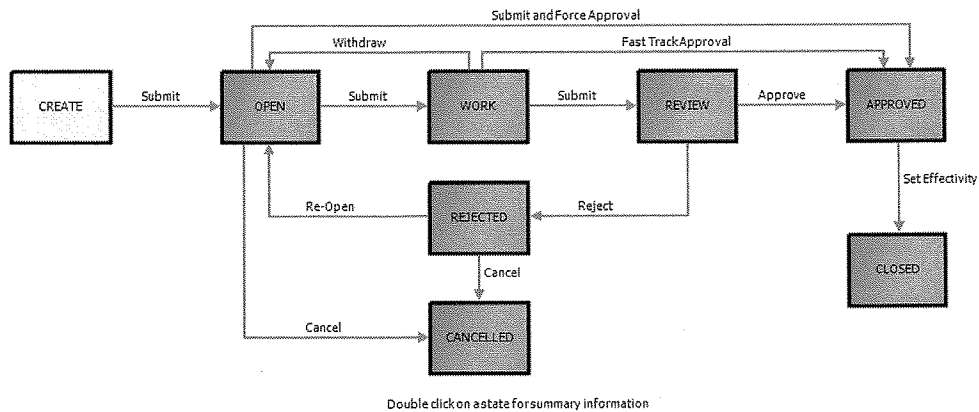 Submit and Force Approval
Withdraw
Fast Track Approval
CREATE
Submit
OPEN
Submit
WORK
Submit
REVIEW
Approve
APPROVED
Set Effectivity
Re-Open
REJECTED
Reject
CLOSED
Cancel
Cancel
CANCELLED
Double click on a state for summary information